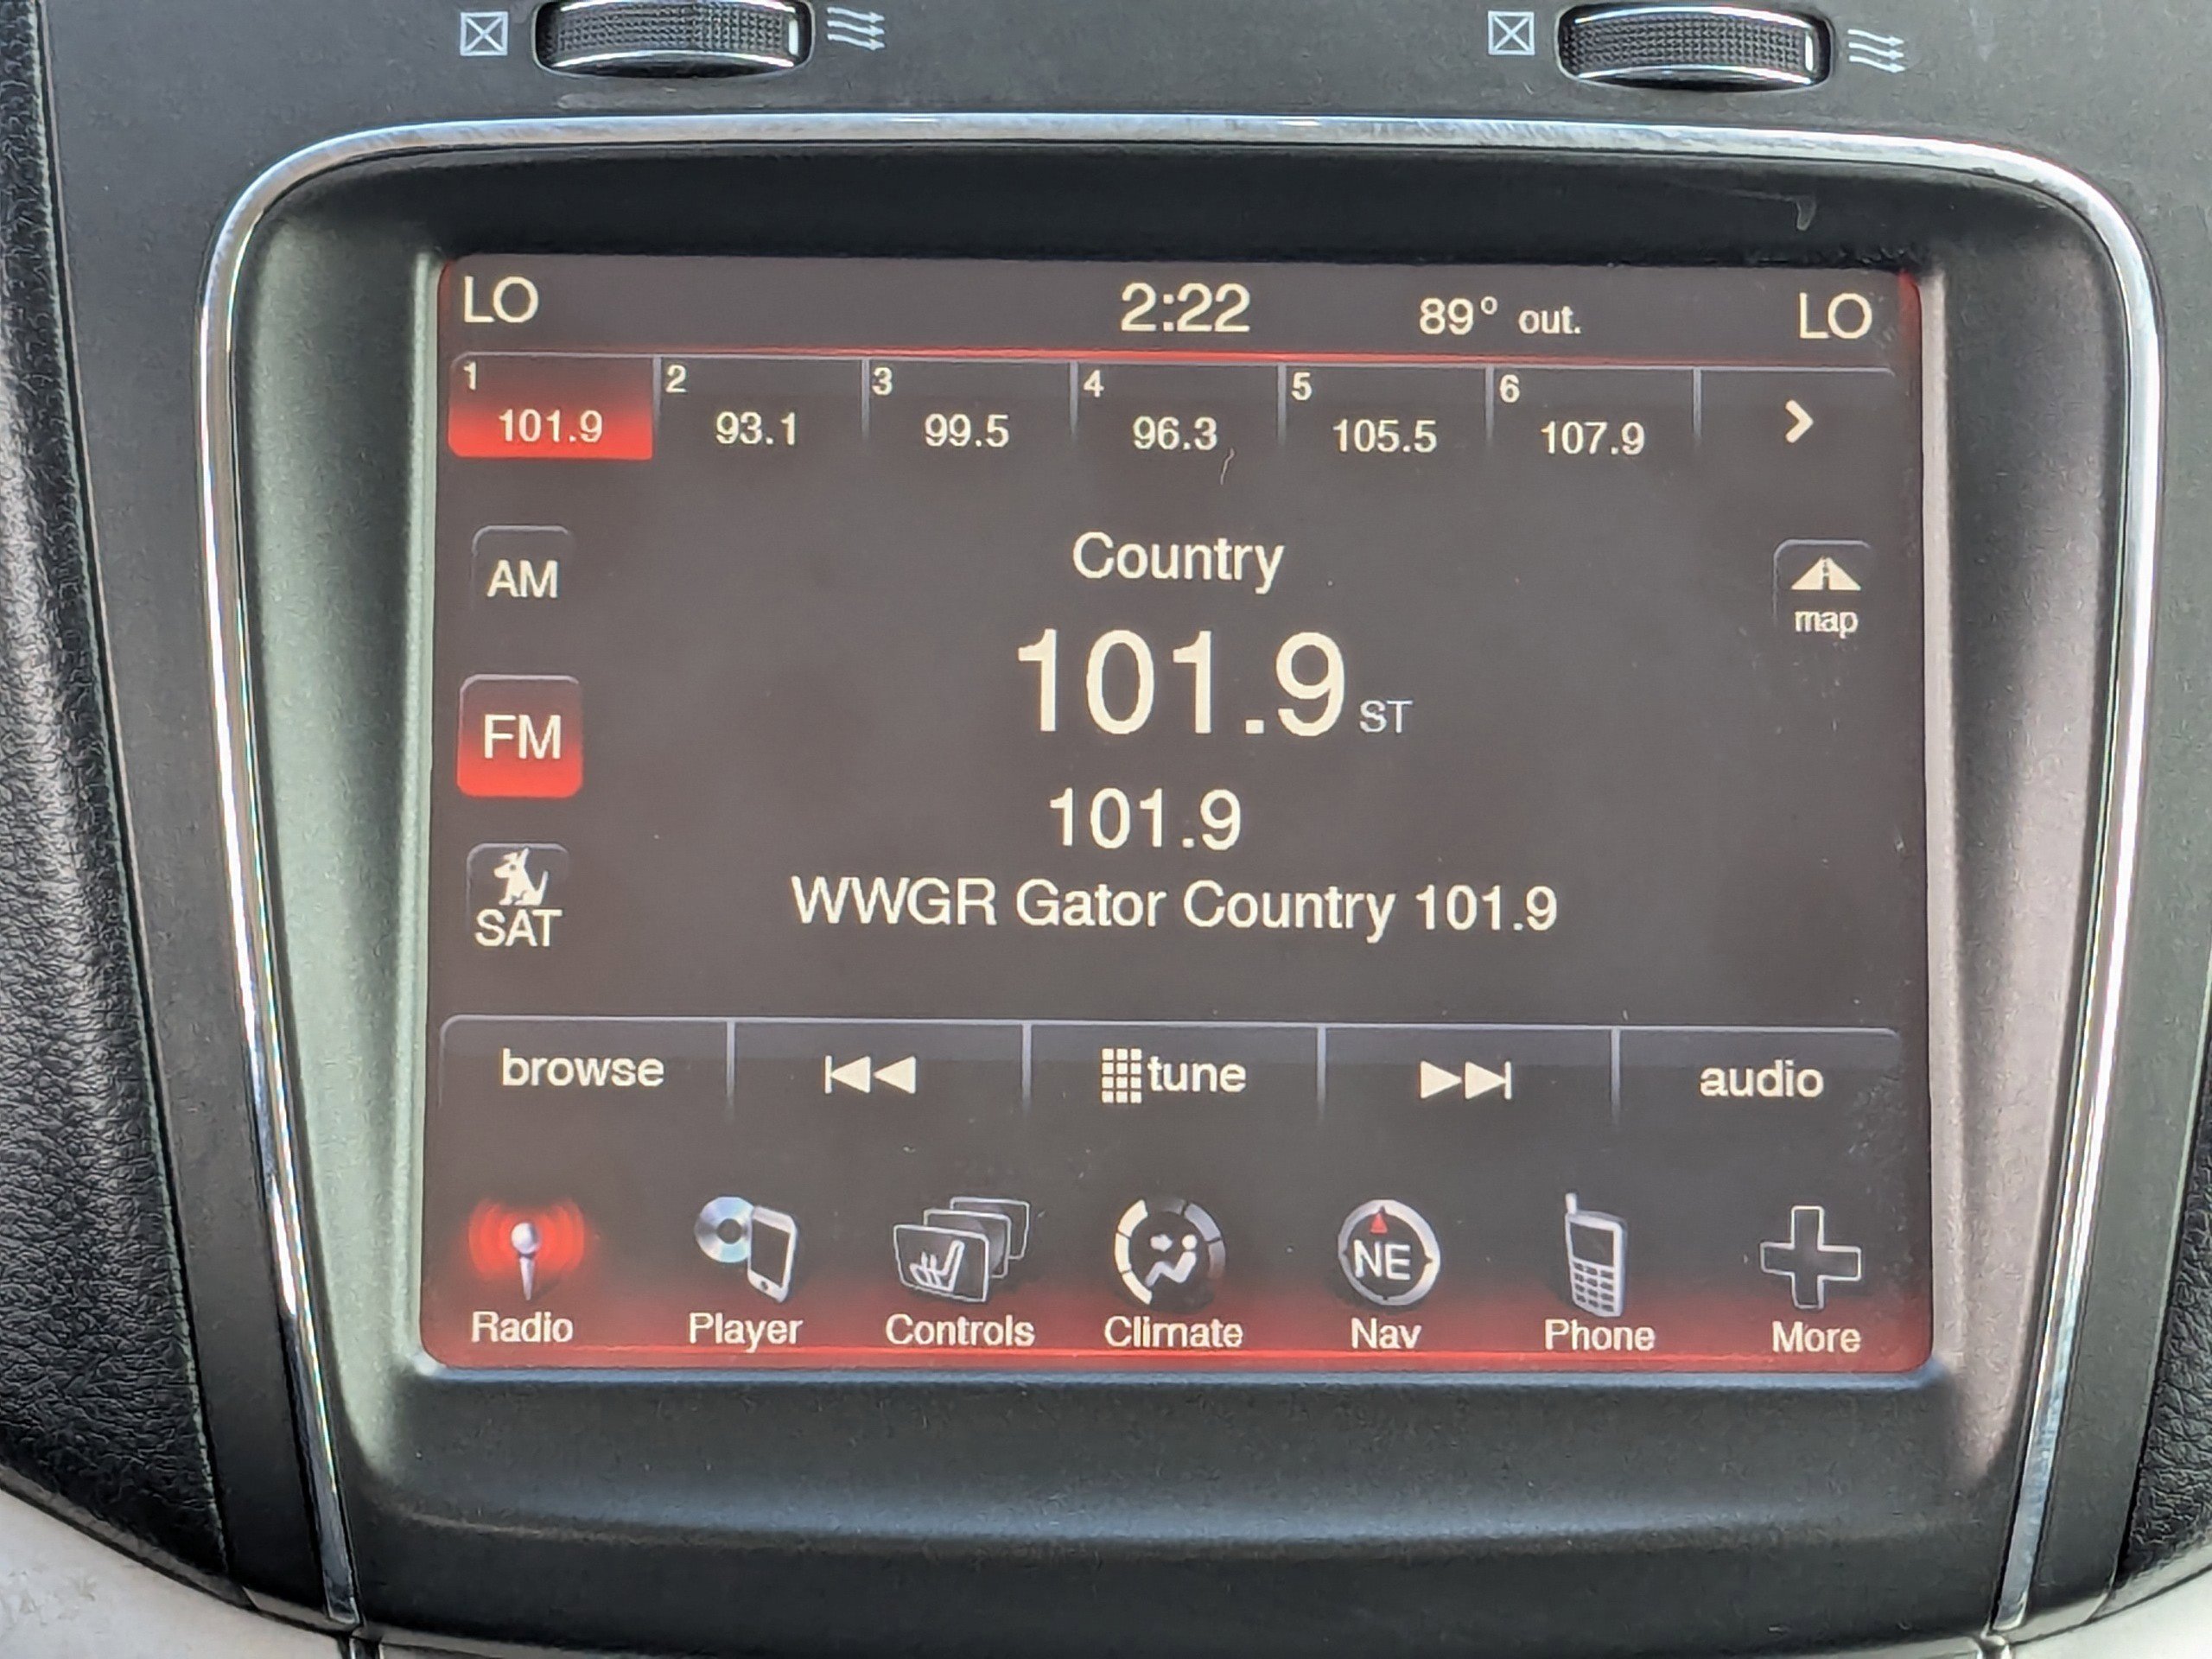 LO 2:22 89° out. LO
1 2 3 4 5 6
101.9 93.1 99.5 96.3 105.5 107.9
Country
AM
map
101.9 ST
FM
101.9
SAT
WWGR Gator Country 101.9
browse tune audio
NE
Radio Player Controls Climate Nav Phone More